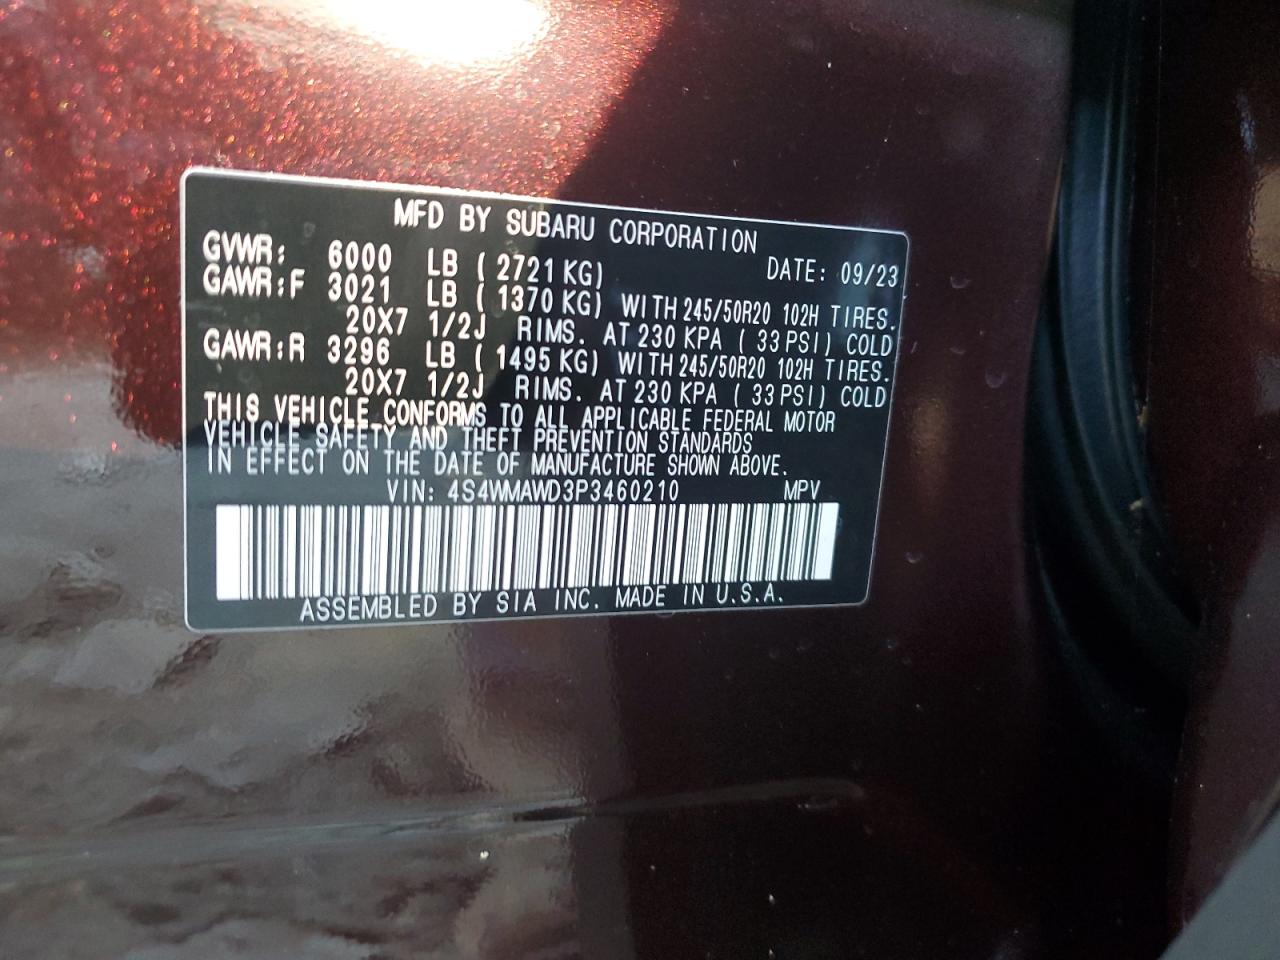 MFD BY SUBARU CORPORATION
GVWR: 6000 LB ( 2721 KG) DATE: 09/23
GAWR:F 3021 LB ( 1370 KG) WITH 245/50R20 102H TIRES.
20X7 1/2J RIMS. AT 230 KPA ( 33 PSI) COLD
GAWR:R 3296 LB ( 1495 KG) WITH 245/50R20 102H TIRES.
20X7 1/2J RIMS. AT 230 KPA ( 33 PSI) COLD
THIS VEHICLE CONFORMS TO ALL APPLICABLE FEDERAL MOTOR
VEHICLE SAFETY AND THEFT PREVENTION STANDARDS
IN EFFECT ON THE DATE OF MANUFACTURE SHOWN ABOVE.
VIN: 4S4WMAWD3P3460210 MPV
ASSEMBLED BY SIA INC. MADE IN U.S.A.